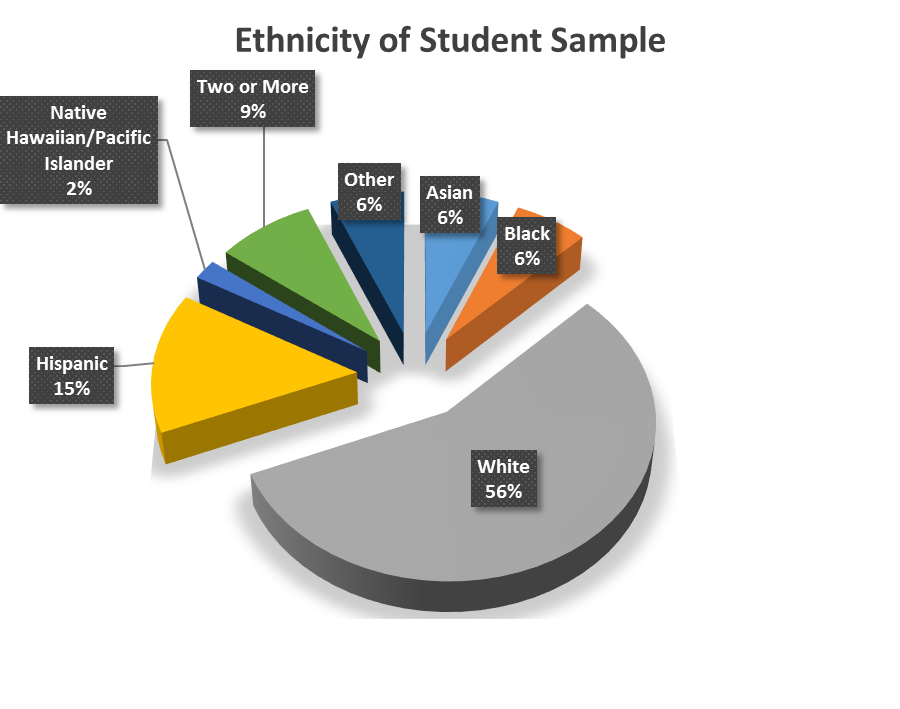 Ethnicity of Student Sample
Two or More
9%
Native
Hawaiian/Pacific
Islander
2%
Other
6%
Asian
6%
Black
6%
Hispanic
15%
White
56%